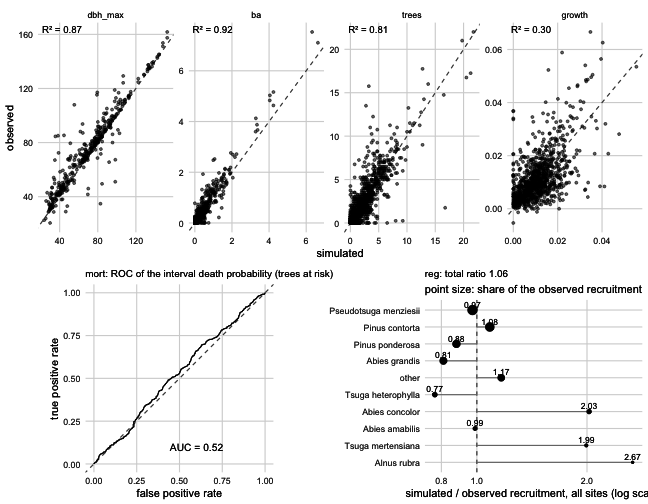 dbh_max
ba
trees
growth
R² = 0.87
R² = 0.92
R² = 0.81
R² = 0.30
160
120
80
40
40
80
120
6
4
2
0
0
2
4
6
20
15
10
5
0
0
5
10
15
20
0.06
0.04
0.02
0.00
0.00
0.02
0.04
observed
simulated
mort: ROC of the interval death probability (trees at risk)
1.00
0.75
0.50
0.25
0.00
true positive rate
AUC = 0.52
0.00
0.25
0.50
0.75
1.00
false positive rate
reg: total ratio 1.06
point size: share of the observed recruitment
Pseudotsuga menziesii
0.97
Pinus contorta
1.08
Pinus ponderosa
0.88
Abies grandis
0.81
other
1.17
Tsuga heterophylla
0.77
Abies concolor
2.03
Abies amabilis
0.99
Tsuga mertensiana
1.99
Alnus rubra
2.67
0.8
1.0
2.0
simulated / observed recruitment, all sites (log sca